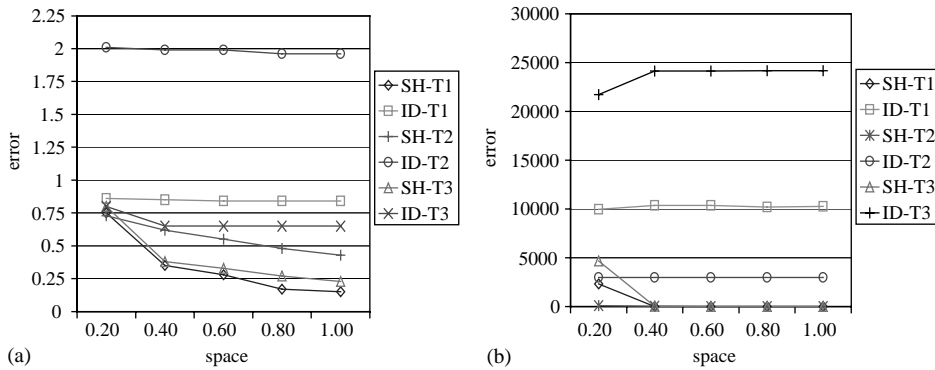 2.25
2
1.75
1.5
1.25
1
0.75
0.5
0.25
0
error
0.20 0.40 0.60 0.80 1.00
space
(a)
SH-T1
ID-T1
SH-T2
ID-T2
SH-T3
ID-T3
30000
25000
20000
15000
10000
5000
0
error
0.20 0.40 0.60 0.80 1.00
space
(b)
SH-T1
ID-T1
SH-T2
ID-T2
SH-T3
ID-T3